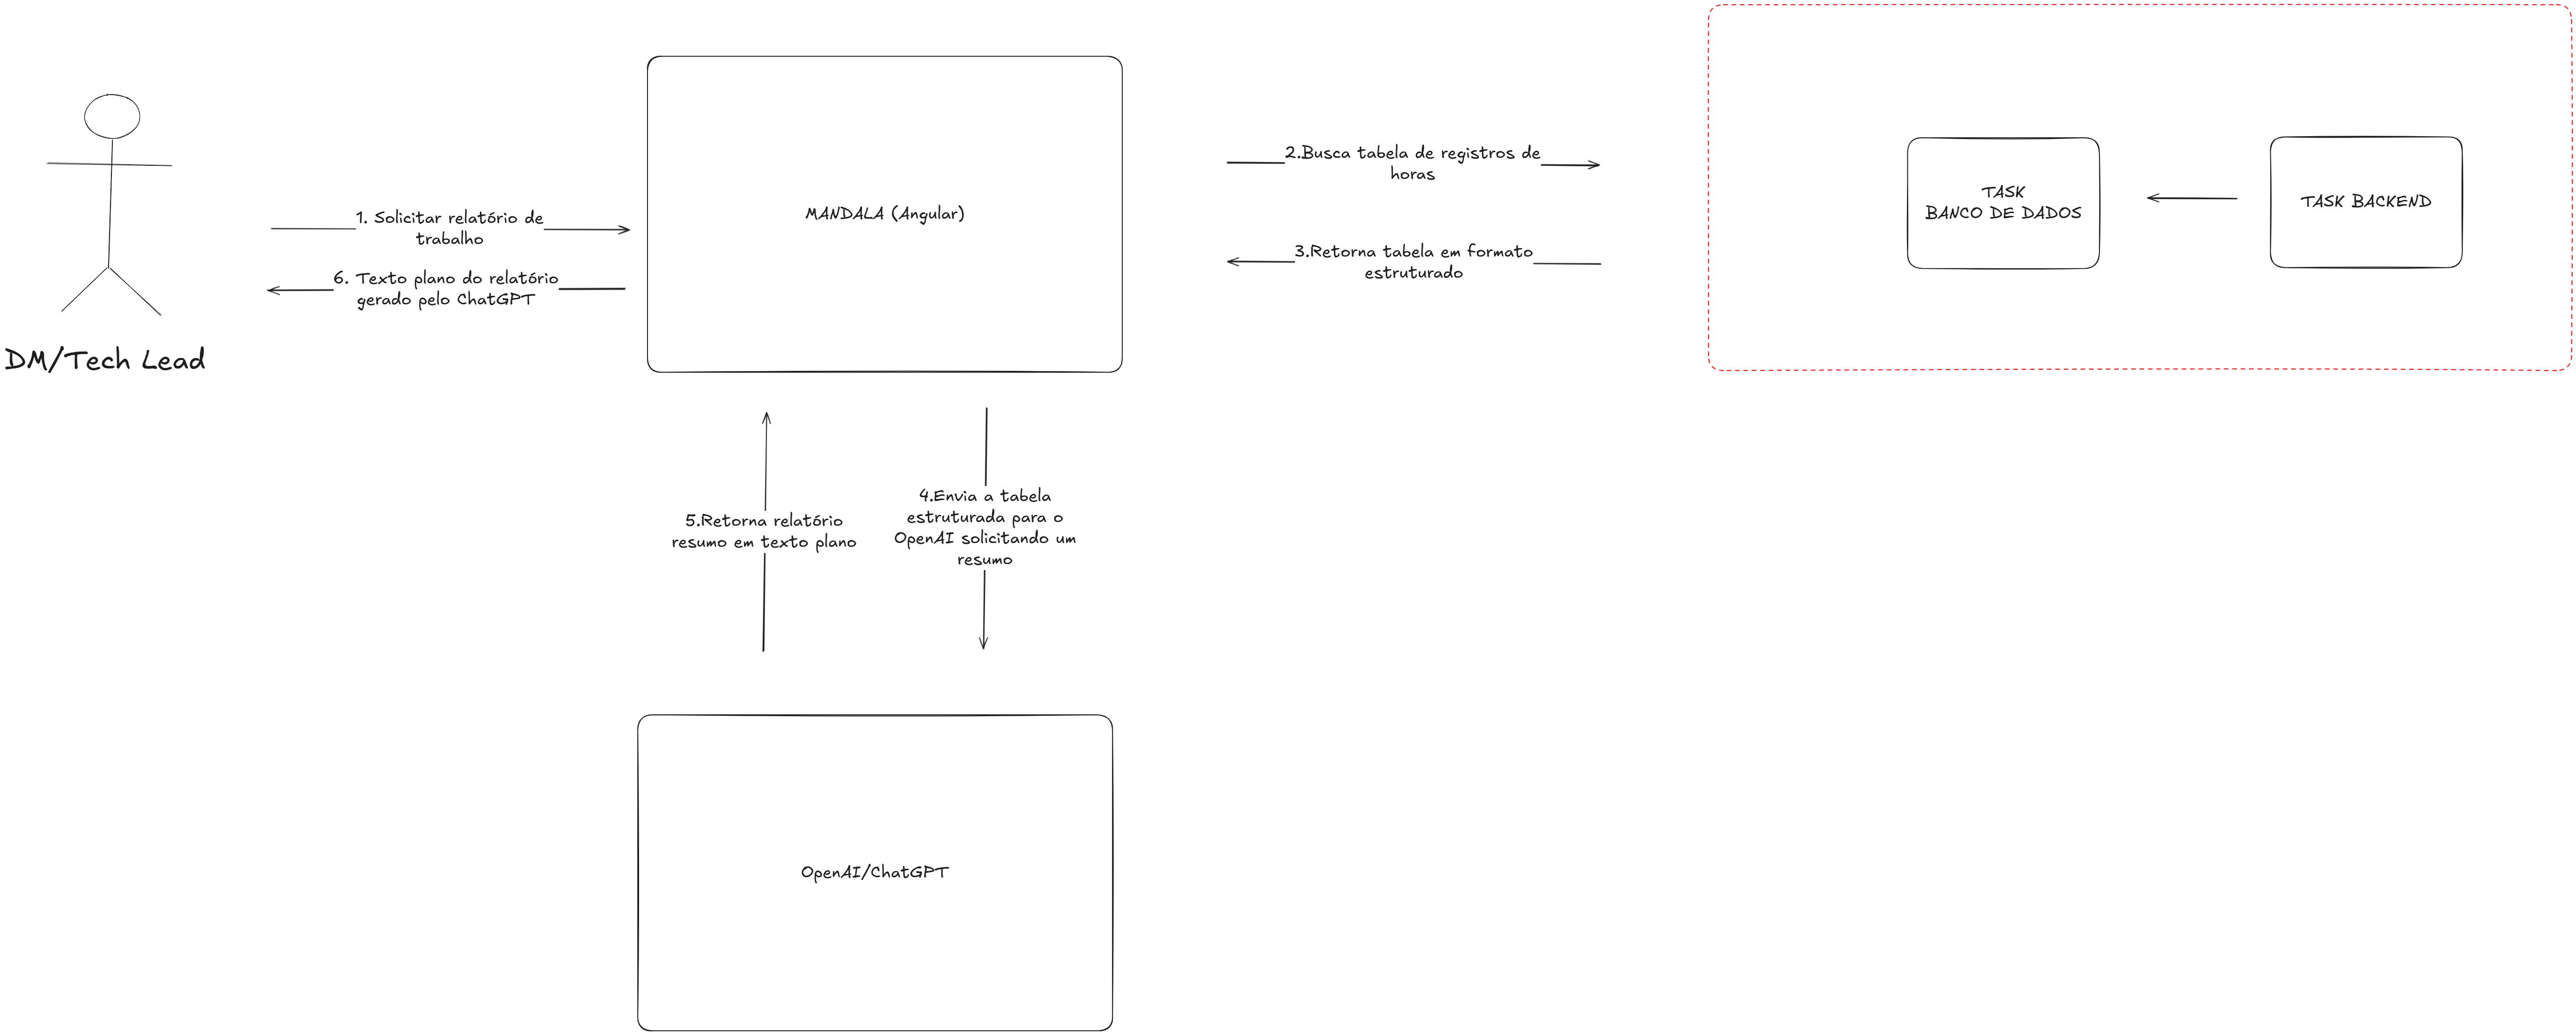 DM/Tech Lead
1. Solicitar relatório de
trabalho
6. Texto plano do relatório
gerado pelo ChatGPT
MANDALA (Angular)
2.Busca tabela de registros de
horas
3.Retorna tabela em formato
estruturado
TASK
BANCO DE DADOS
TASK BACKEND
5.Retorna relatório
resumo em texto plano
4.Envia a tabela
estruturada para o
OpenAI solicitando um
resumo
OpenAI/ChatGPT